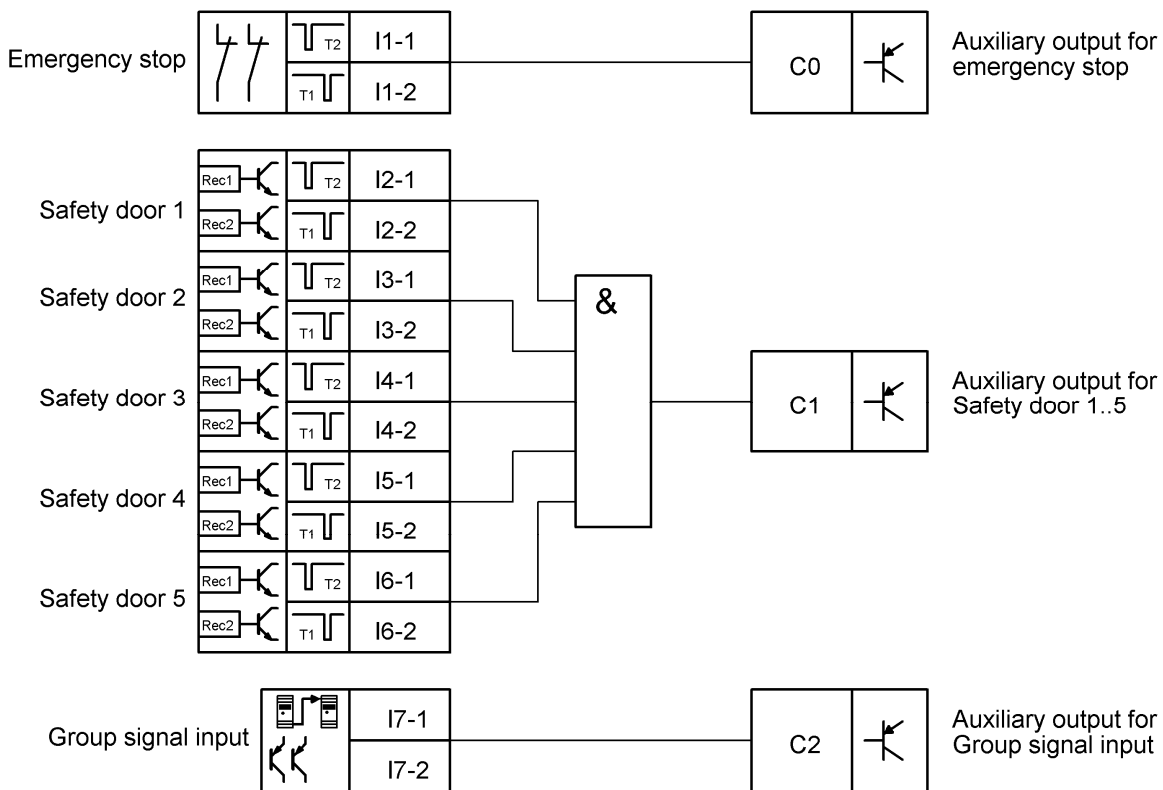 Emergency stop
T2
I1-1
T1
I1-2
C0
Auxiliary output for
emergency stop
Safety door 1
Rec1
T2
I2-1
Rec2
T1
I2-2
Safety door 2
Rec1
T2
I3-1
Rec2
T1
I3-2
Safety door 3
Rec1
T2
I4-1
Rec2
T1
I4-2
Safety door 4
Rec1
T2
I5-1
Rec2
T1
I5-2
Safety door 5
Rec1
T2
I6-1
Rec2
T1
I6-2
&
C1
Auxiliary output for
Safety door 1..5
Group signal input
I7-1
I7-2
C2
Auxiliary output for
Group signal input